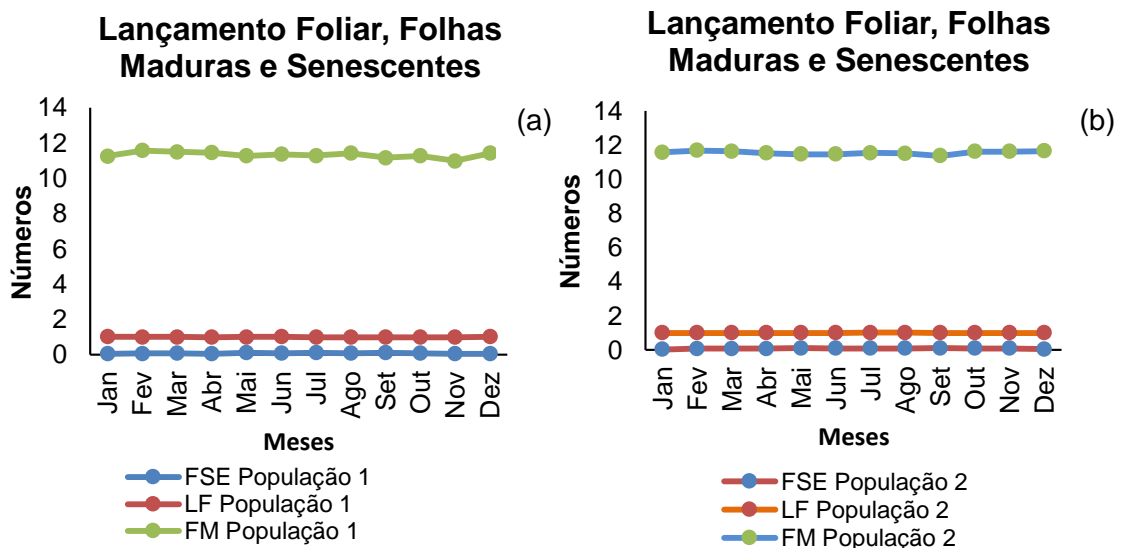 Lançamento Foliar, Folhas
Maduras e Senescentes
(a)
Números
14
12
10
8
6
4
2
0
Jan
Fev
Mar
Abr
Mai
Jun
Jul
Ago
Set
Out
Nov
Dez
Meses
FSE População 1
LF População 1
FM População 1
Lançamento Foliar, Folhas
Maduras e Senescentes
(b)
Números
14
12
10
8
6
4
2
0
Jan
Fev
Mar
Abr
Mai
Jun
Jul
Ago
Set
Out
Nov
Dez
Meses
FSE População 2
LF População 2
FM População 2